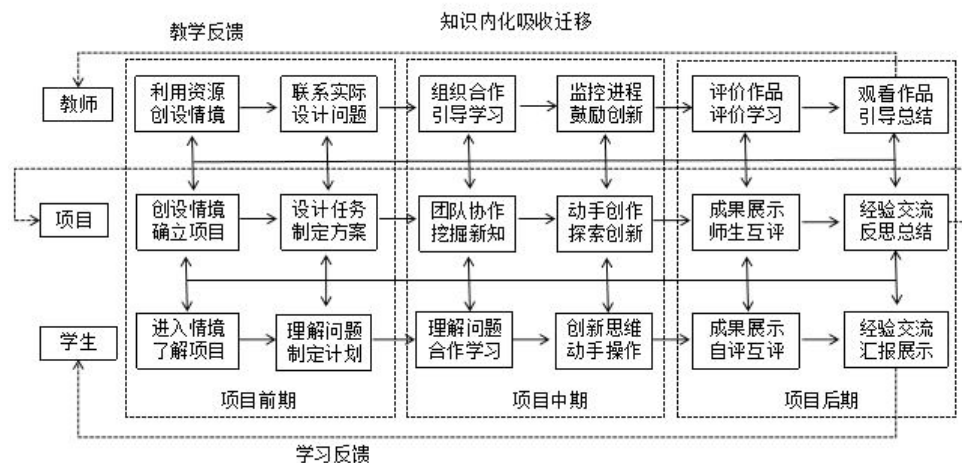 知识内化吸收迁移
教学反馈
教师
利用资源
创设情境
联系实际
设计问题
组织合作
引导学习
监控进程
鼓励创新
评价作品
评价学习
观看作品
引导总结
项目
创设情境
确立项目
设计任务
制定方案
团队协作
挖掘新知
动手创作
探索创新
成果展示
师生互评
经验交流
反思总结
学生
进入情境
了解项目
理解问题
制定计划
理解问题
合作学习
创新思维
动手操作
成果展示
自评互评
经验交流
汇报展示
项目前期
项目中期
项目后期
学习反馈